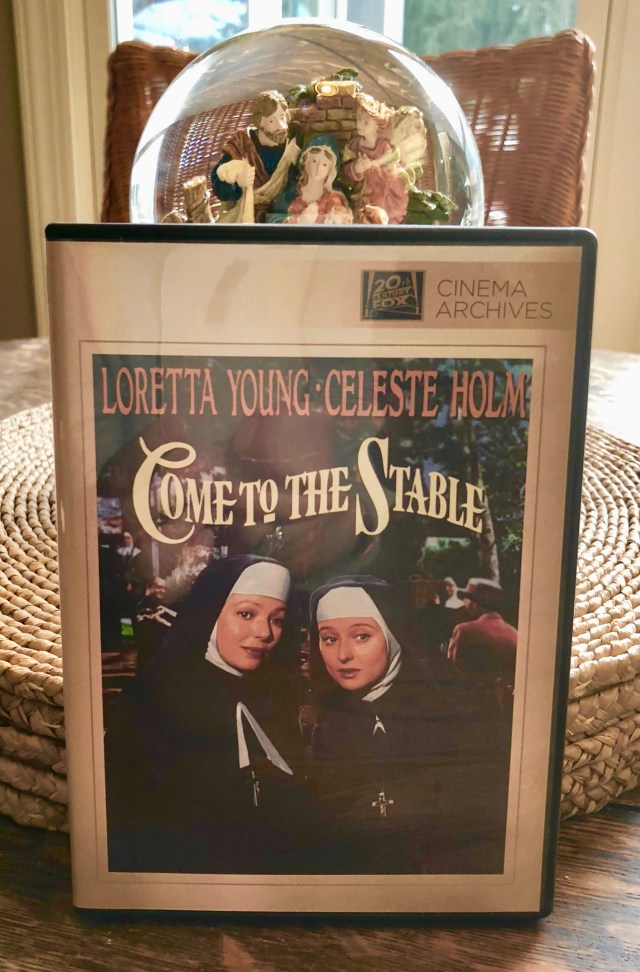 20th
CENTURY
FOX
CINEMA
ARCHIVES
LORETTA YOUNG · CELESTE HOLM
COME TO THE STABLE